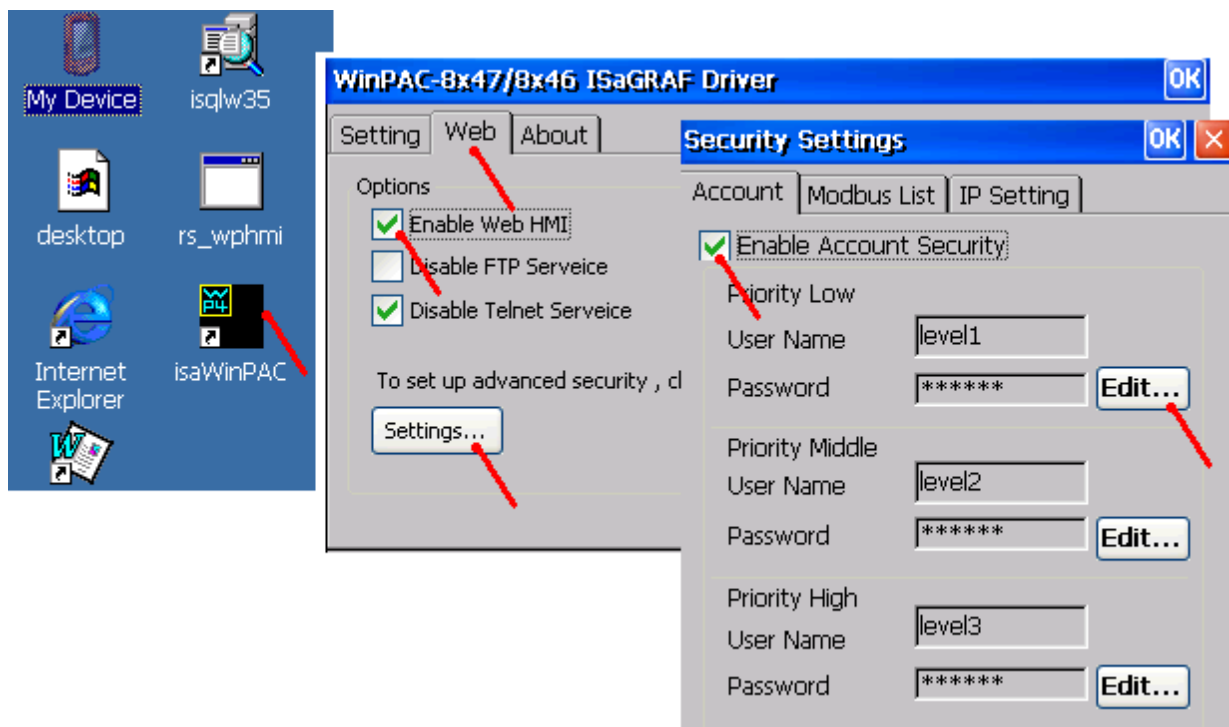 My Device
isqlw35
desktop
rs_wphmi
Internet
Explorer
isaWinPAC
WinPAC-8x47/8x46 ISaGRAF Driver
OK
Setting
Web
About
Options
Enable Web HMI
Disable FTP Serveice
Disable Telnet Serveice
To set up advanced security , cl
Settings...
Security Settings
OK
Account
Modbus List
IP Setting
Enable Account Security
Priority Low
User Name
level1
Password
******
Edit...
Priority Middle
User Name
level2
Password
******
Edit...
Priority High
User Name
level3
Password
******
Edit...